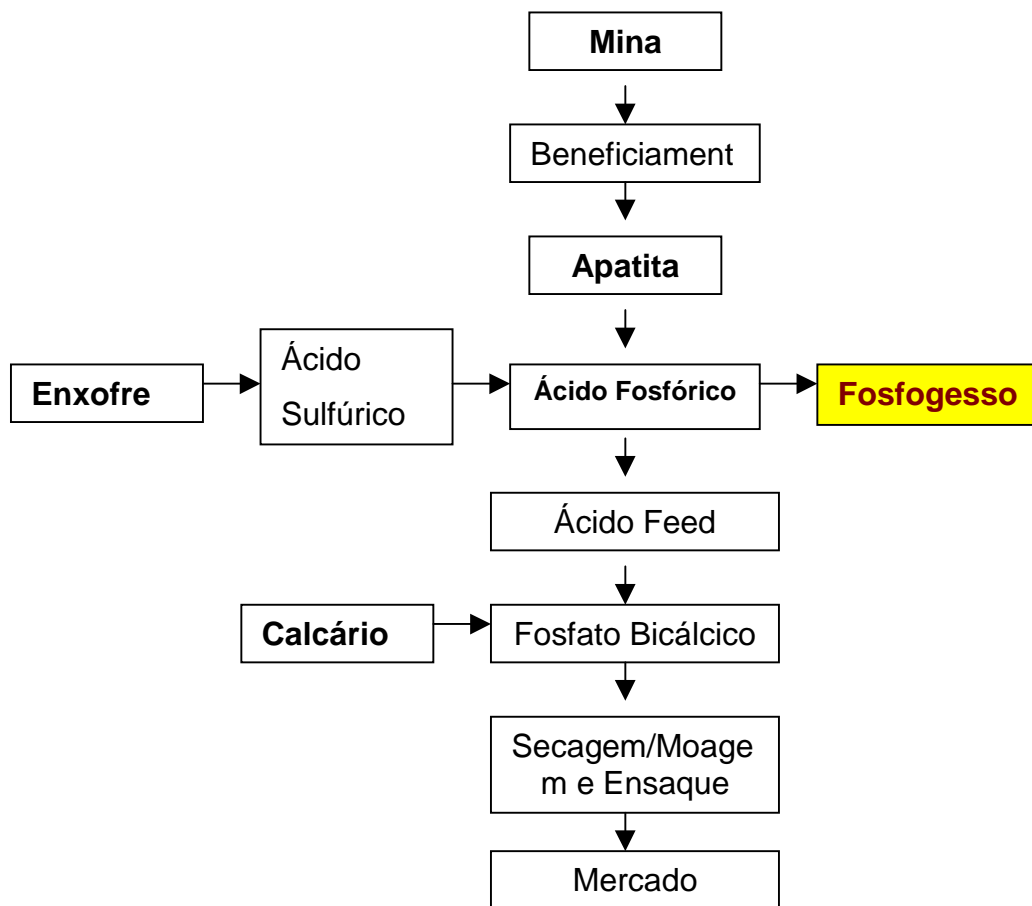 Mina
Beneficiament
Apatita
Enxofre
Ácido
Sulfúrico
Ácido Fosfórico
Fosfogesso
Ácido Feed
Calcário
Fosfato Bicálcico
Secagem/Moage
m e Ensaque
Mercado